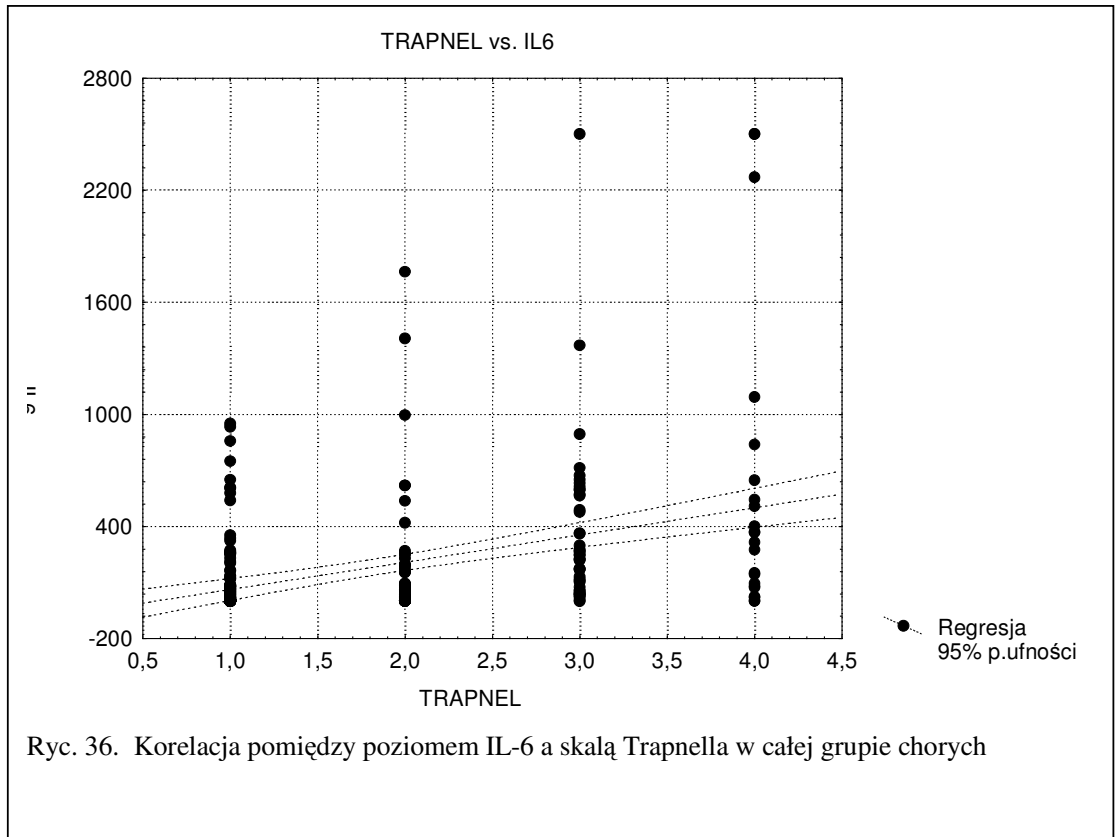 TRAPNEL vs. IL6
2800
2200
1600
1000
400
-200
0,5 1,0 1,5 2,0 2,5 3,0 3,5 4,0 4,5
TRAPNEL
Regresja
95% p.ufności
Ryc. 36. Korelacja pomiędzy poziomem IL-6 a skalą Trapnella w całej grupie chorych